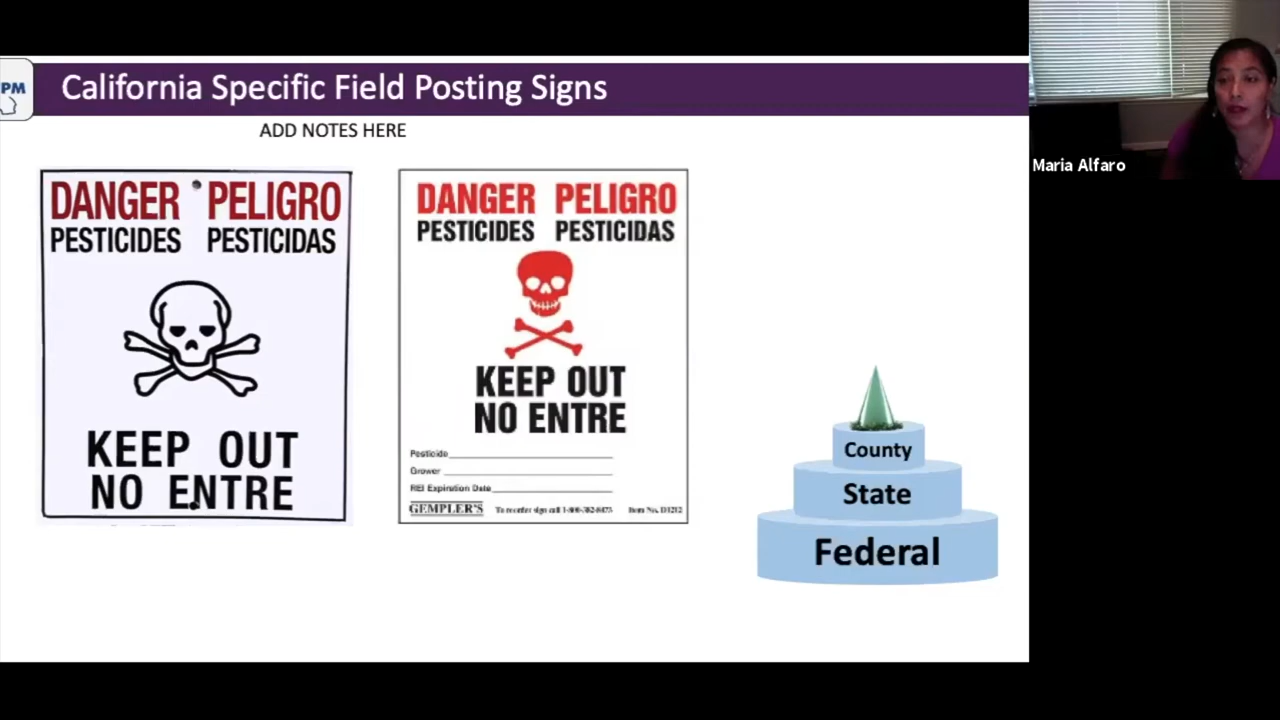 PM
California Specific Field Posting Signs
ADD NOTES HERE
DANGER PELIGRO
PESTICIDES PESTICIDAS
KEEP OUT
NO ENTRE
DANGER PELIGRO
PESTICIDES PESTICIDAS
KEEP OUT
NO ENTRE
Pesticide
Grower
REI Expiration Date
GEMPLER'S To reorder sign call 1-800-382-8473 Item No. D1212
County
State
Federal
Maria Alfaro